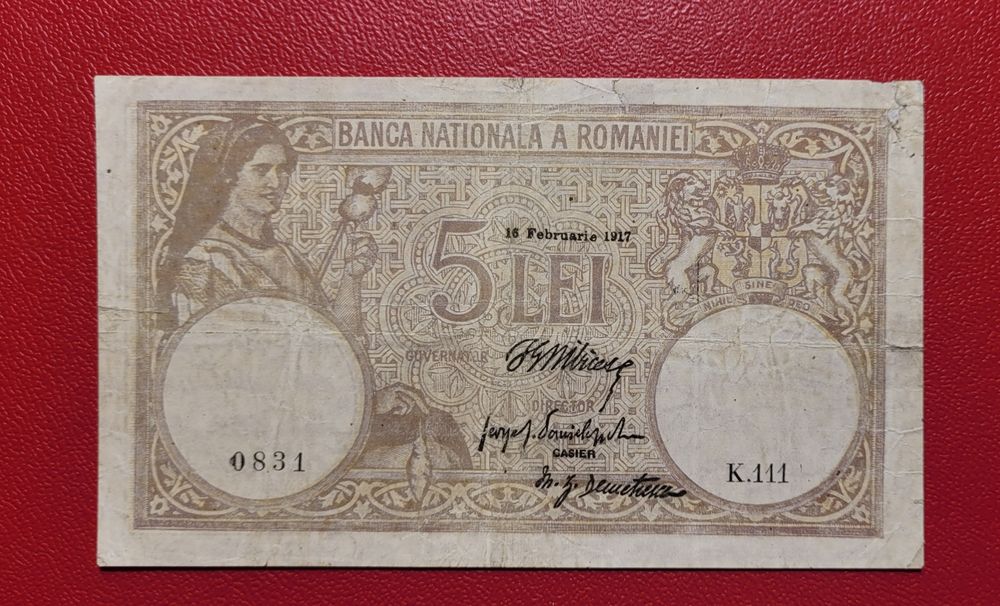 BANCA NATIONALA A ROMANIEI
16 Februarie 1917
5 LEI
NIHIL SINE DEO
GUVERNATOR
DIRECTOR
CASIER
0831
K.111